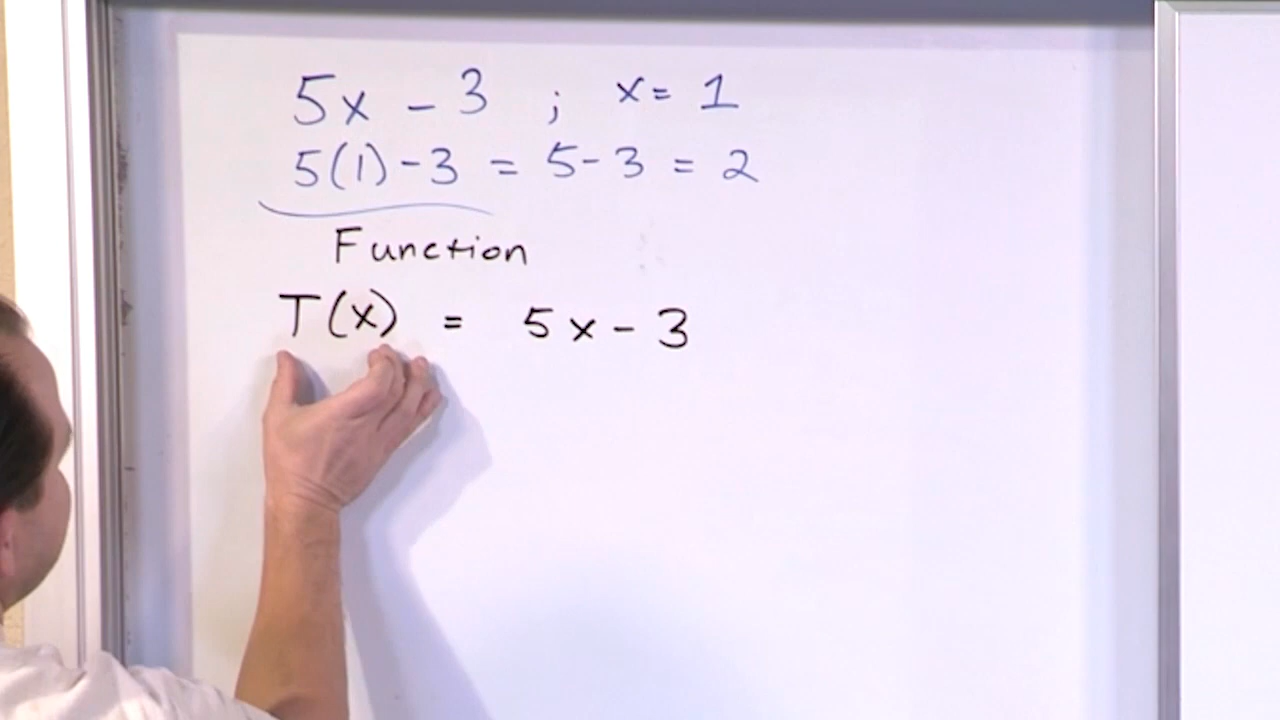 5x - 3 ; x = 1
5(1) - 3 = 5 - 3 = 2
Function
T(x) = 5x - 3